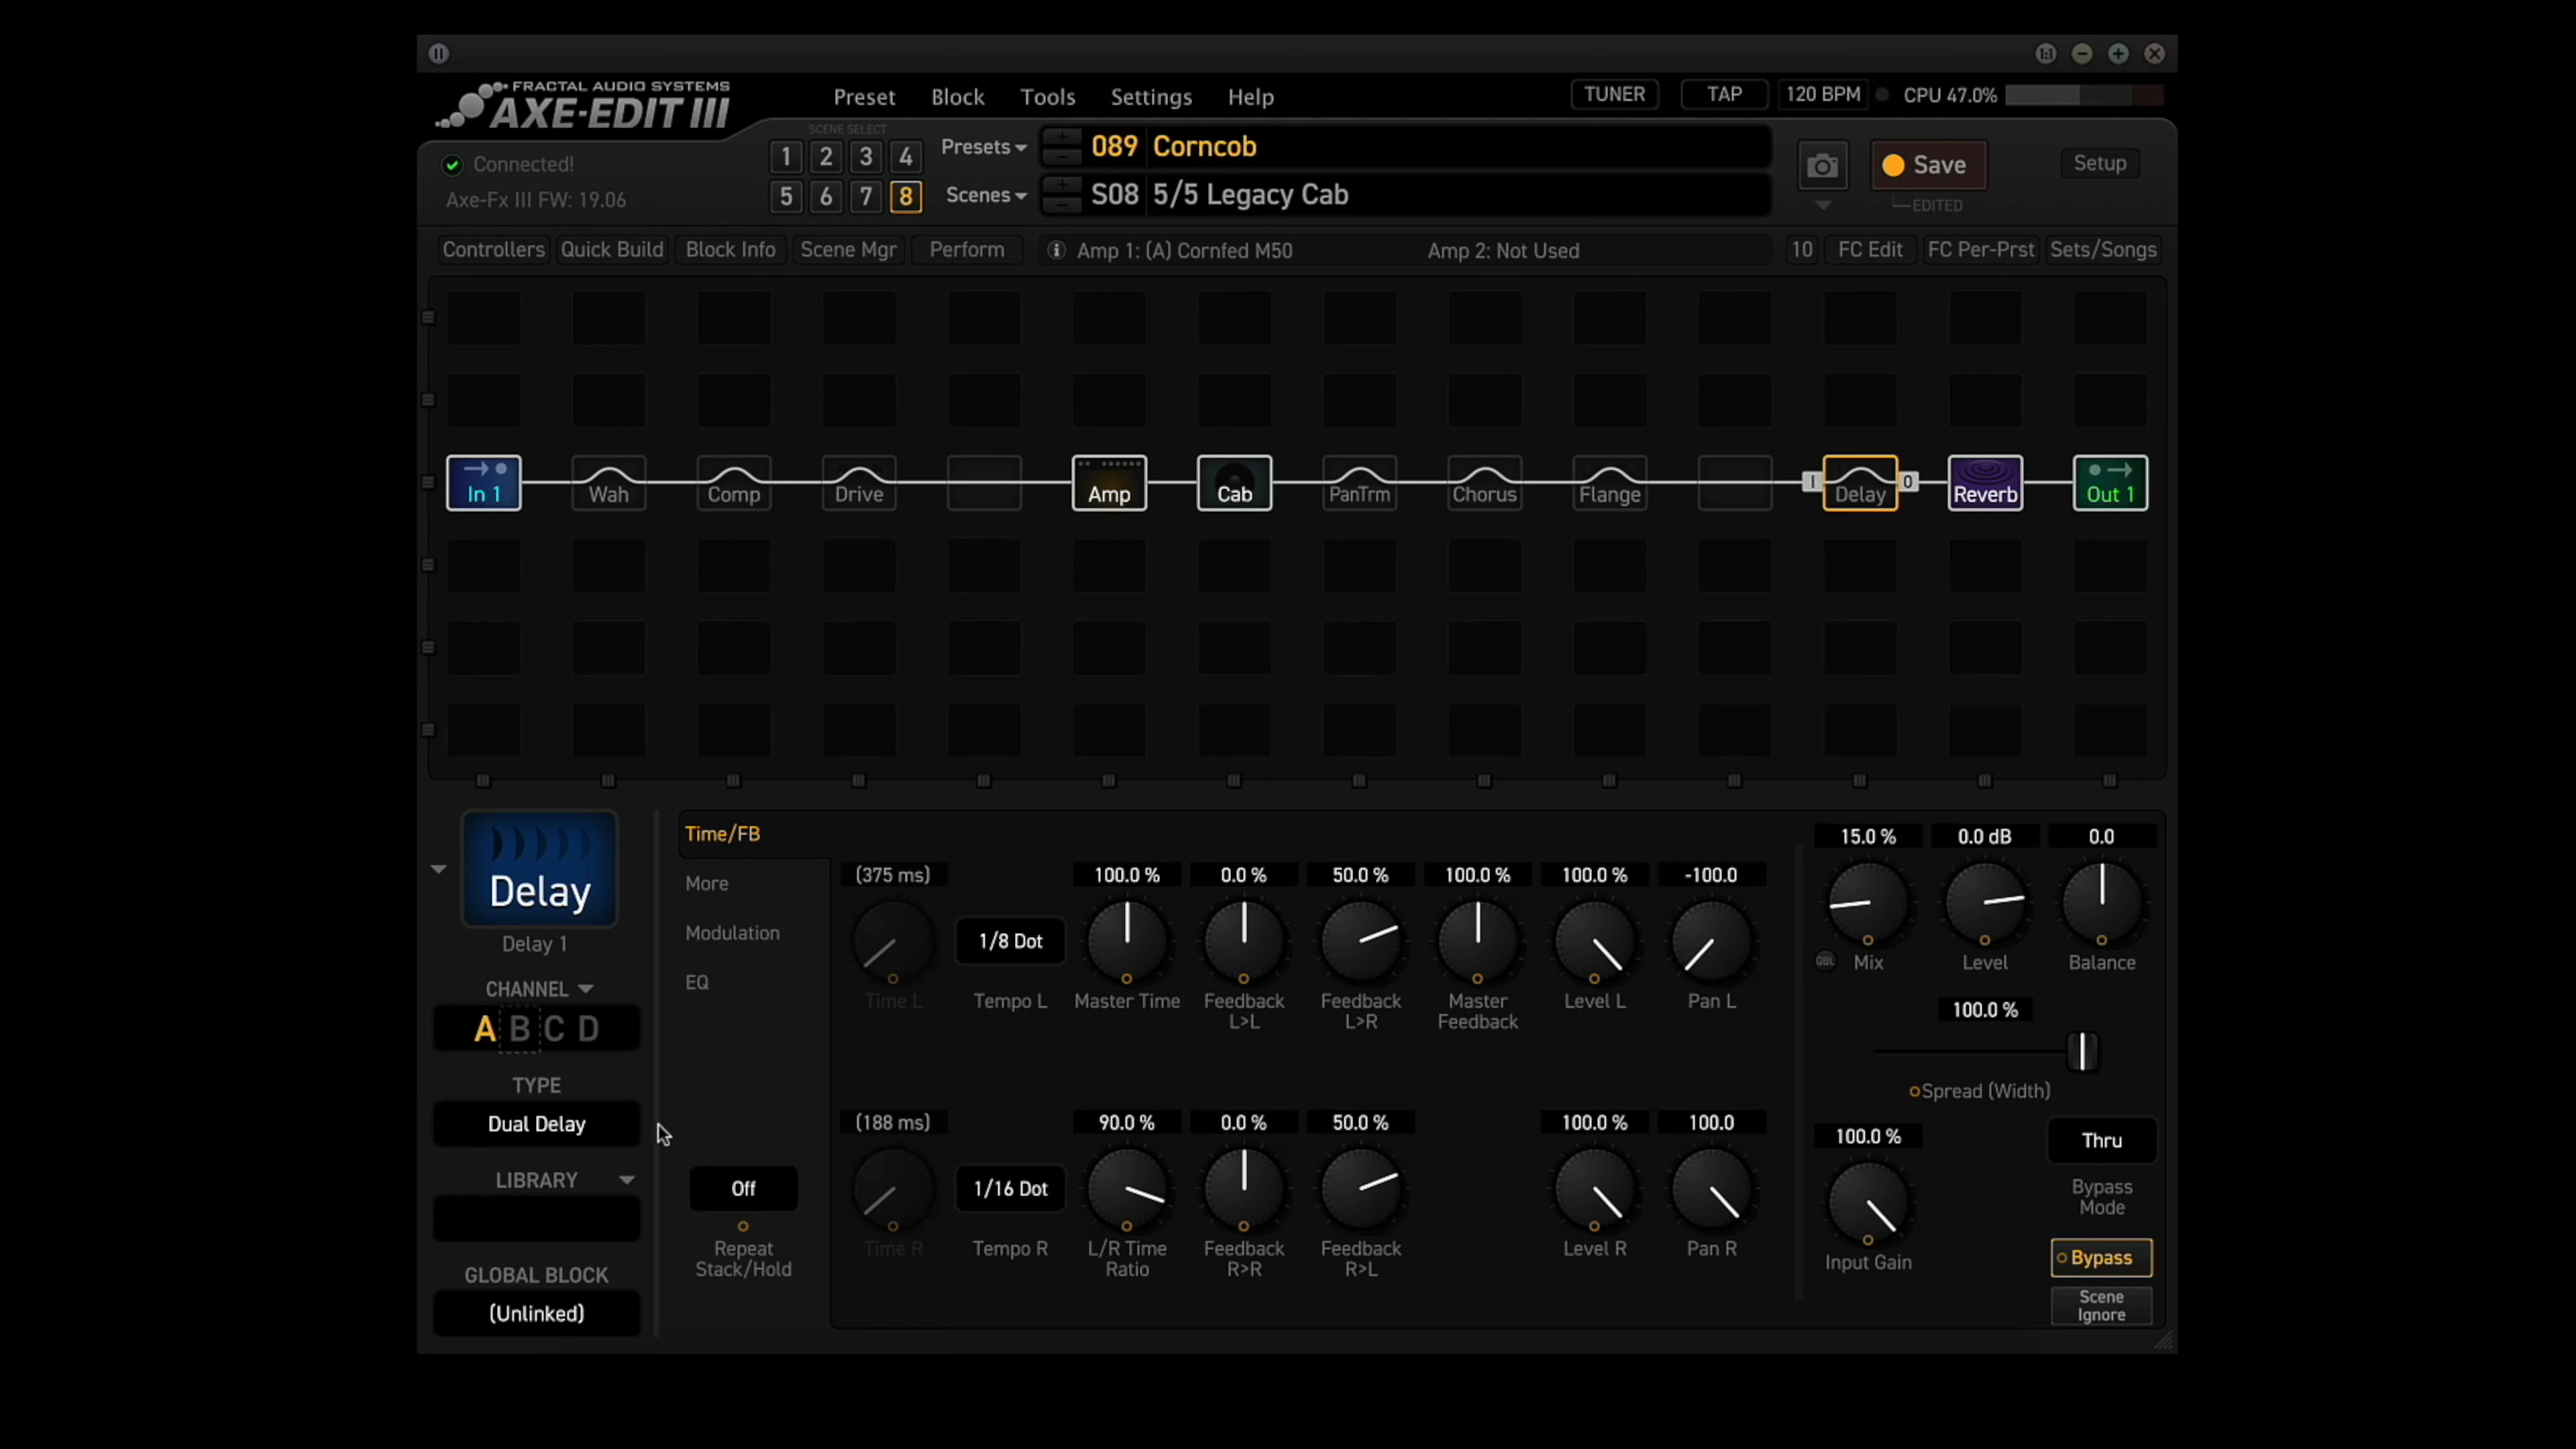 FRACTAL AUDIO SYSTEMS
AXE-EDIT III
Preset Block Tools Settings Help
TUNER TAP 120 BPM CPU 47.0%
Connected!
Axe-Fx III FW: 19.06
SCENE SELECT
1 2 3 4
5 6 7 8
Presets 089 Corncob
Scenes S08 5/5 Legacy Cab
Save
EDITED
Setup
Controllers Quick Build Block Info Scene Mgr Perform
Amp 1: (A) Cornfed M50 Amp 2: Not Used
10 FC Edit FC Per-Prst Sets/Songs
In 1 Wah Comp Drive Amp Cab PanTrm Chorus Flange I Delay O Reverb Out 1
Delay
Delay 1
CHANNEL
A B C D
TYPE
Dual Delay
LIBRARY
GLOBAL BLOCK
(Unlinked)
Time/FB
More
Modulation
EQ
Off
Repeat
Stack/Hold
(375 ms) 100.0 % 0.0 % 50.0 % 100.0 % 100.0 % -100.0
1/8 Dot
Time L Tempo L Master Time Feedback L>L Feedback L>R Master Feedback Level L Pan L
(188 ms) 90.0 % 0.0 % 50.0 % 100.0 % 100.0
1/16 Dot
Time R Tempo R L/R Time Ratio Feedback R>R Feedback R>L Level R Pan R
15.0 % 0.0 dB 0.0
GBL Mix Level Balance
100.0 %
Spread (Width)
100.0 %
Input Gain
Thru
Bypass
Mode
Bypass
Scene
Ignore